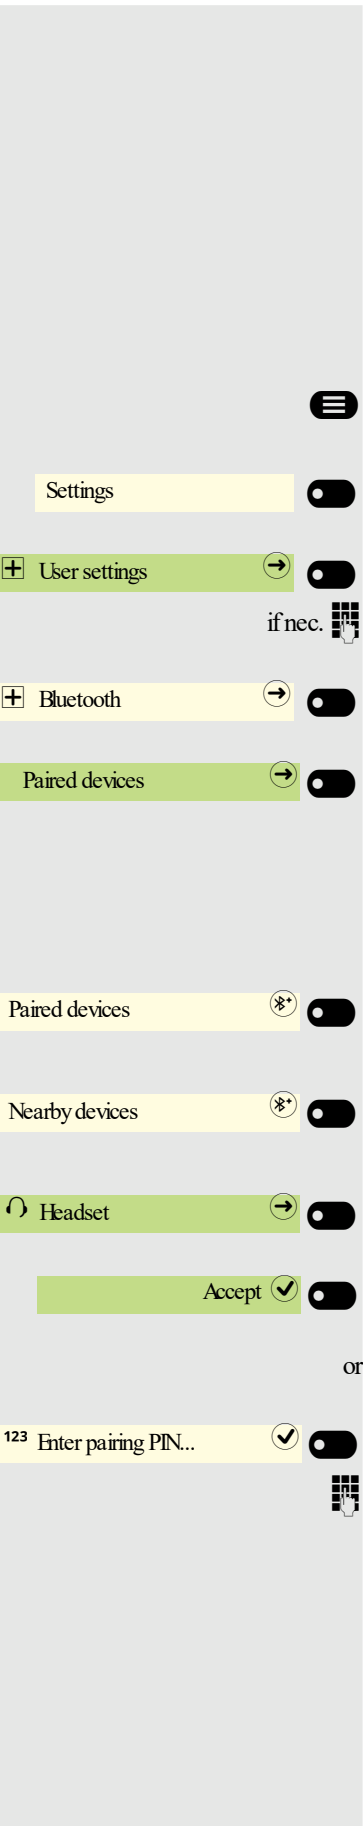 Settings
User settings
if nec.
Bluetooth
Paired devices
Paired devices
Nearby devices
Headset
Accept
or
123 Enter pairing PIN...